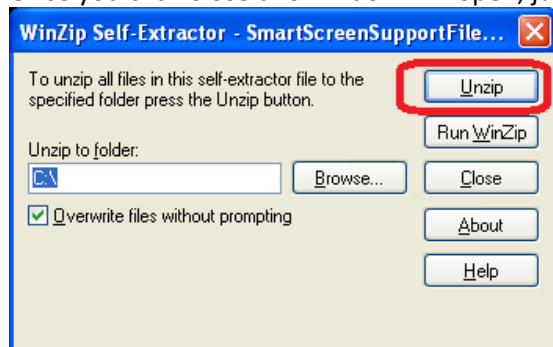 WinZip Self-Extractor - SmartScreenSupportFile...
To unzip all files in this self-extractor file to the
specified folder press the Unzip button.
Unzip
Run WinZip
Unzip to folder:
C:\
Browse...
Close
Overwrite files without prompting
About
Help